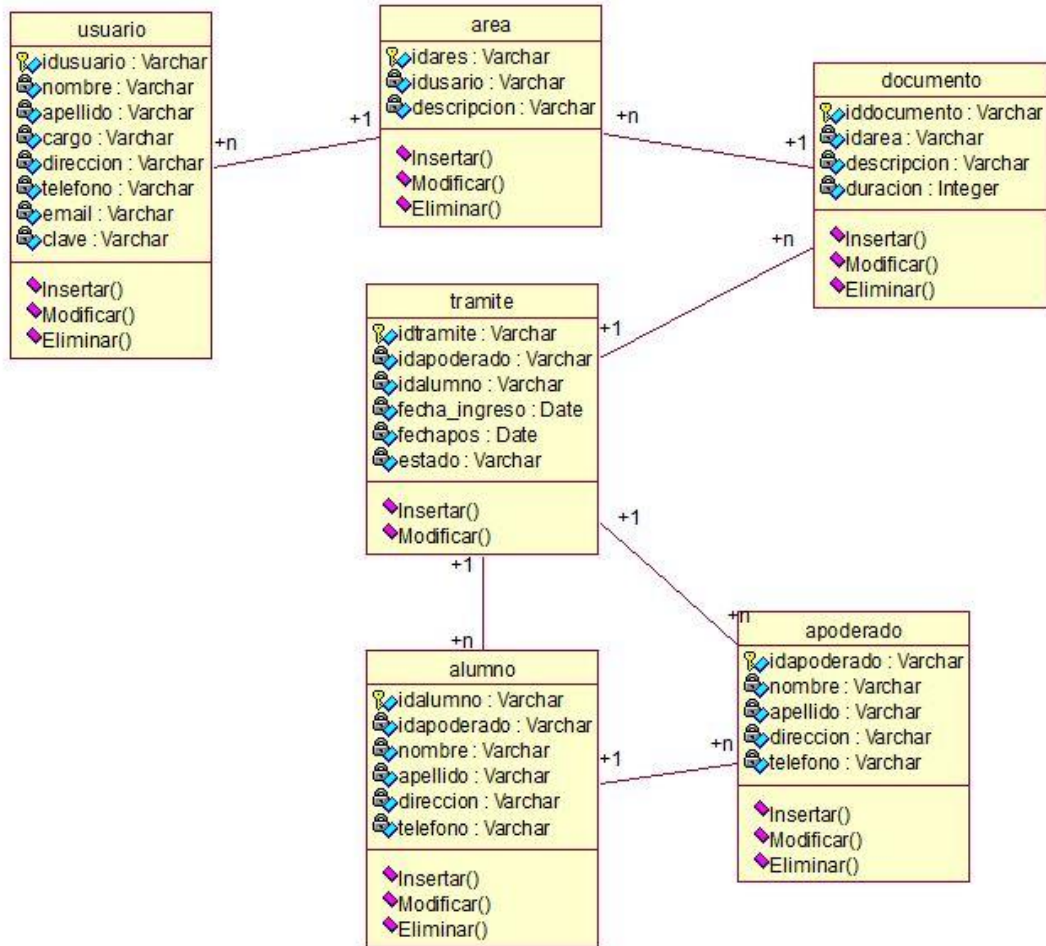 usuario
idusuario : Varchar
nombre : Varchar
apellido : Varchar
cargo : Varchar
direccion : Varchar
telefono : Varchar
email : Varchar
clave : Varchar
Insertar()
Modificar()
Eliminar()
+n
+1
area
idares : Varchar
idusario : Varchar
descripcion : Varchar
Insertar()
Modificar()
Eliminar()
+n
+1
documento
iddocumento : Varchar
idarea : Varchar
descripcion : Varchar
duracion : Integer
Insertar()
Modificar()
Eliminar()
+n
+1
tramite
idtramite : Varchar
idapoderado : Varchar
idalumno : Varchar
fecha_ingreso : Date
fechapos : Date
estado : Varchar
Insertar()
Modificar()
+1
+n
+1
+n
alumno
idalumno : Varchar
idapoderado : Varchar
nombre : Varchar
apellido : Varchar
direccion : Varchar
telefono : Varchar
Insertar()
Modificar()
Eliminar()
+1
+n
apoderado
idapoderado : Varchar
nombre : Varchar
apellido : Varchar
direccion : Varchar
telefono : Varchar
Insertar()
Modificar()
Eliminar()